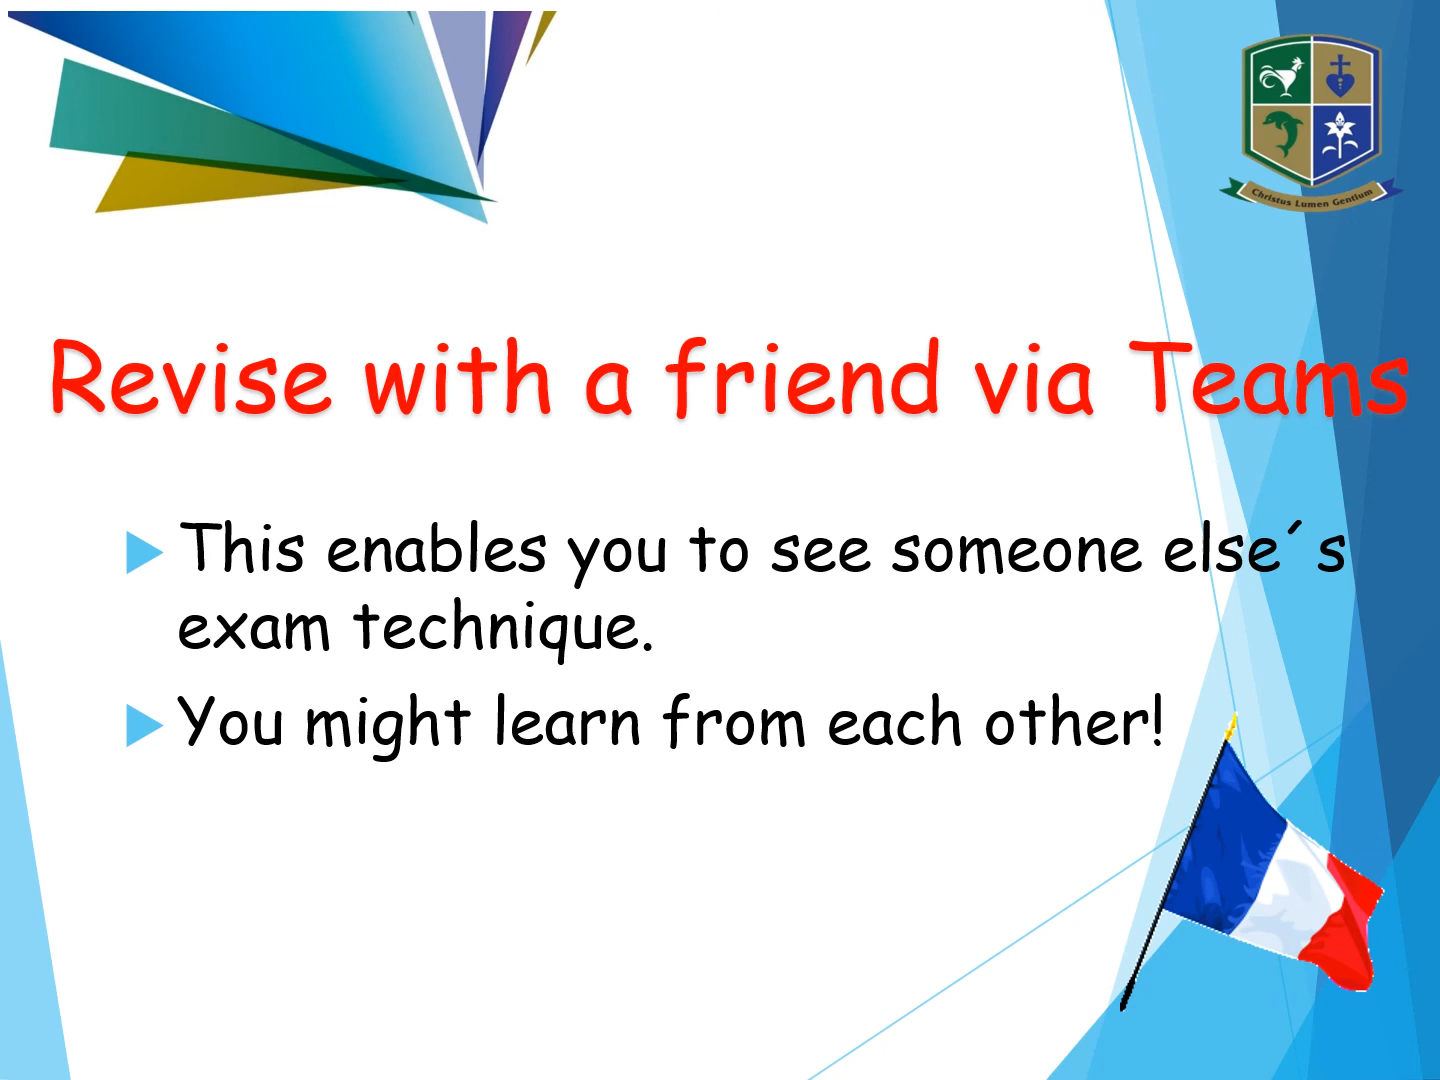 Christus Lumen Gentium
Revise with a friend via Teams
This enables you to see someone else´s
exam technique.
You might learn from each other!